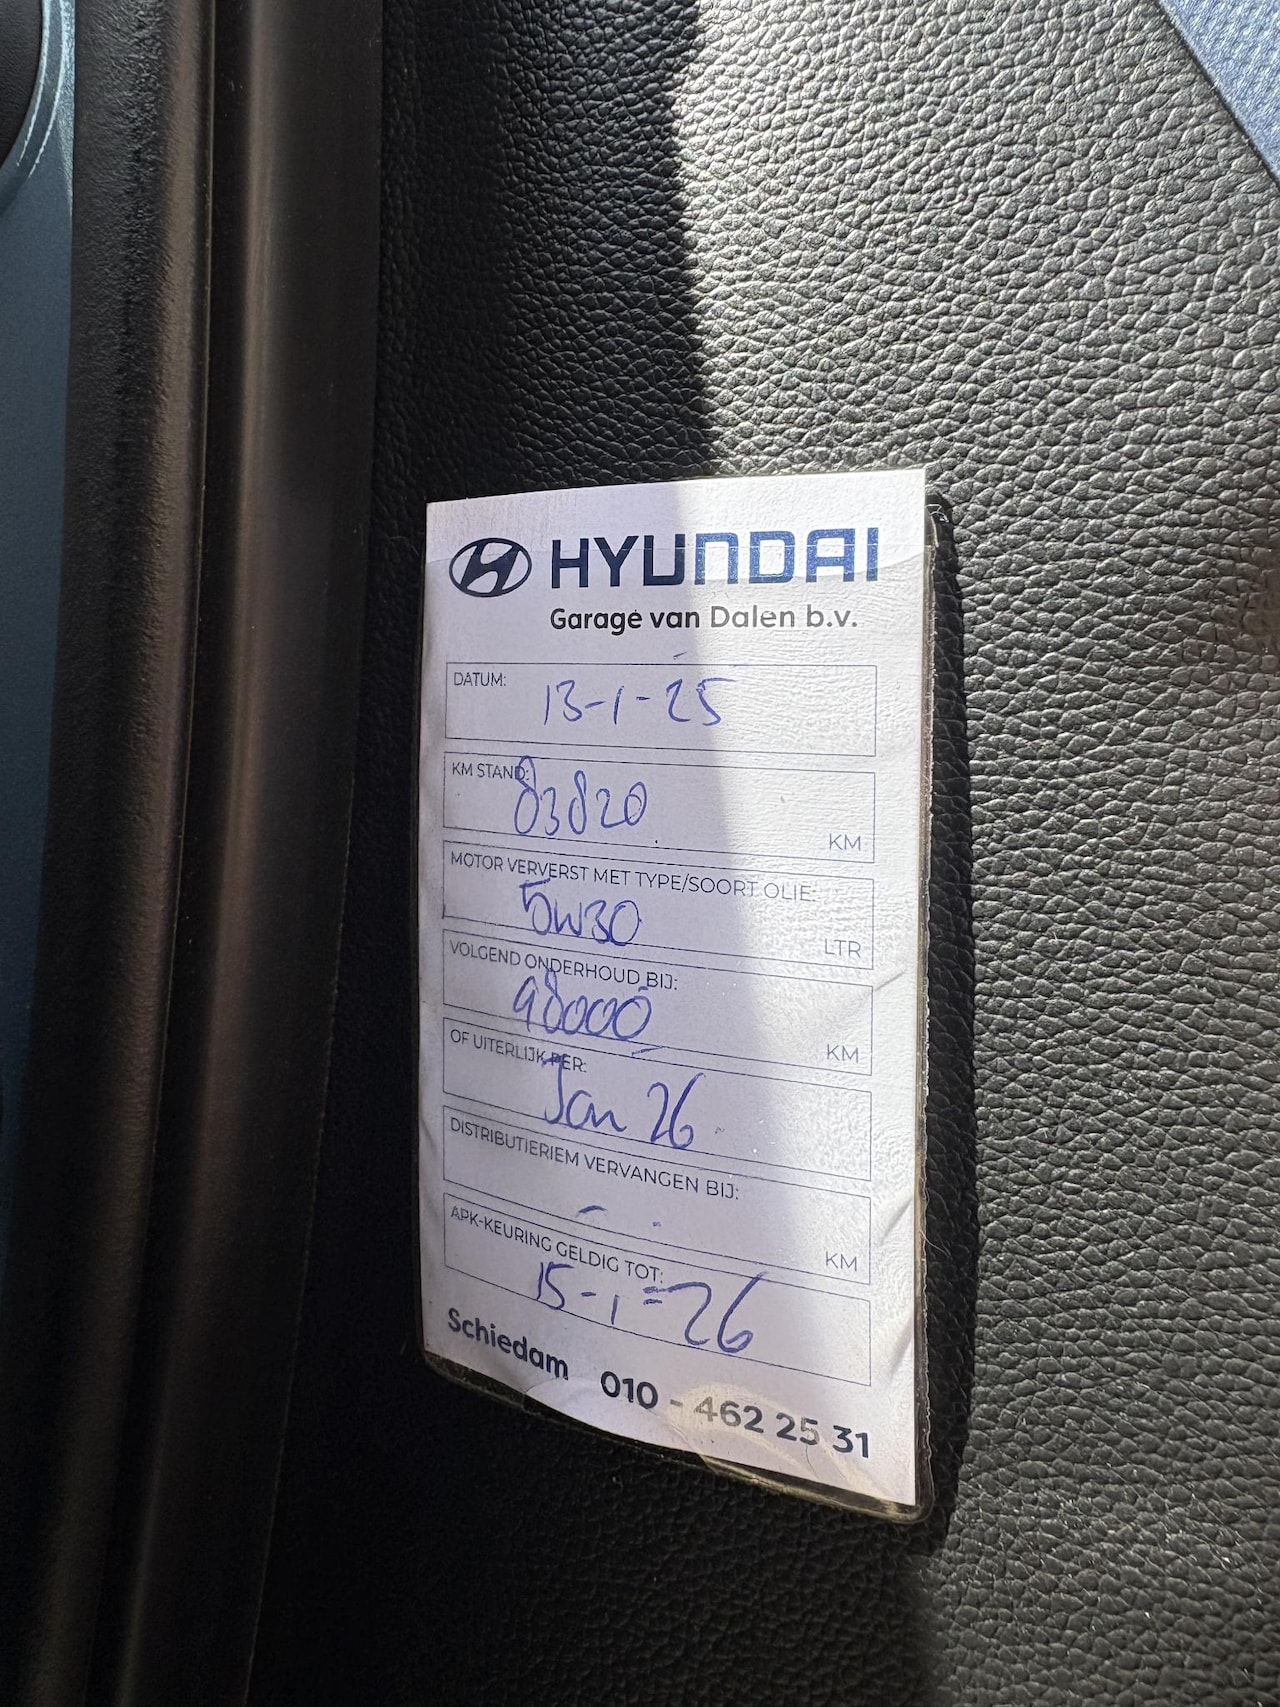 HYUNDAI
Garage van Dalen b.v.
DATUM:
13-1-25
KM STAND:
83820
KM
MOTOR VERVERST MET TYPE/SOORT OLIE:
5W30
LTR
VOLGEND ONDERHOUD BIJ:
98000
KM
OF UITERLIJK PER:
Jan 26
DISTRIBUTIERIEM VERVANGEN BIJ:
-
KM
APK-KEURING GELDIG TOT:
15-1-26
Schiedam 010 - 462 25 31